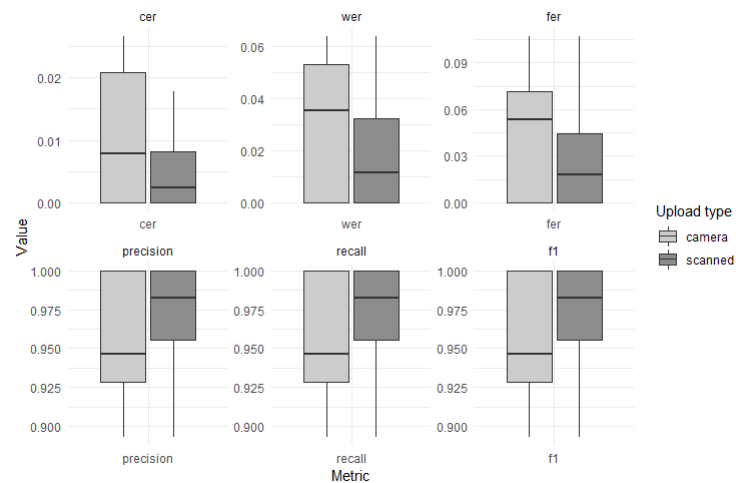 cer wer fer
0.02 0.06 0.09
0.01 0.04 0.06
0.00 0.02 0.03
0.00 0.00
cer wer fer
Value
precision recall f1
1.000 1.000 1.000
0.975 0.975 0.975
0.950 0.950 0.950
0.925 0.925 0.925
0.900 0.900 0.900
precision recall f1
Metric
Upload type
camera
scanned